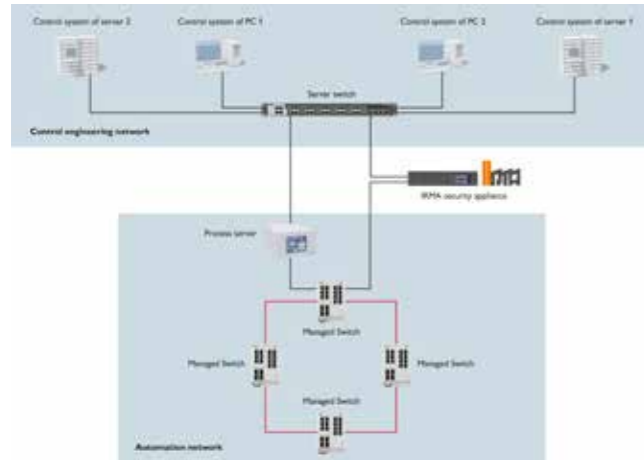 Control system of server 2
Control system of PC 1
Control system of PC 2
Control system of server 1
Server switch
Control engineering network
IRMA security appliance
Process server
Managed Switch
Managed Switch
Managed Switch
Managed Switch
Automation network